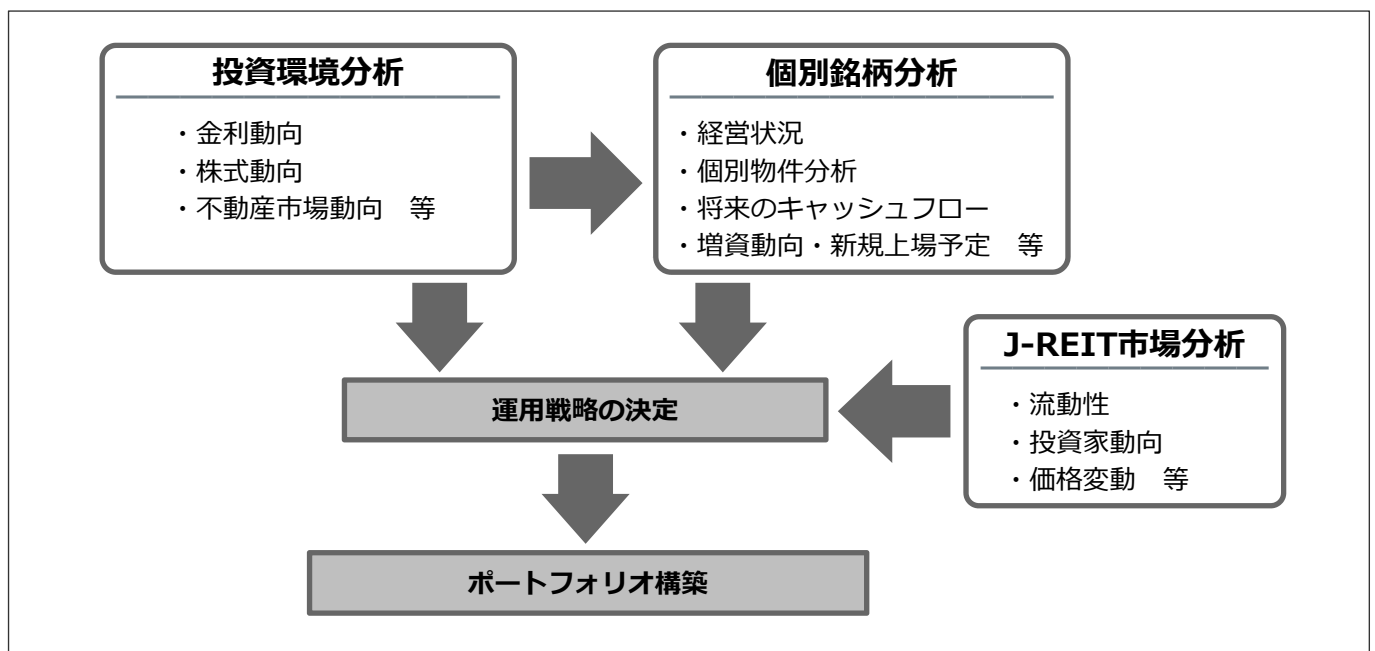 投資環境分析
・金利動向
・株式動向
・不動産市場動向　等
個別銘柄分析
・経営状況
・個別物件分析
・将来のキャッシュフロー
・増資動向・新規上場予定　等
J-REIT市場分析
・流動性
・投資家動向
・価格変動　等
運用戦略の決定
ポートフォリオ構築